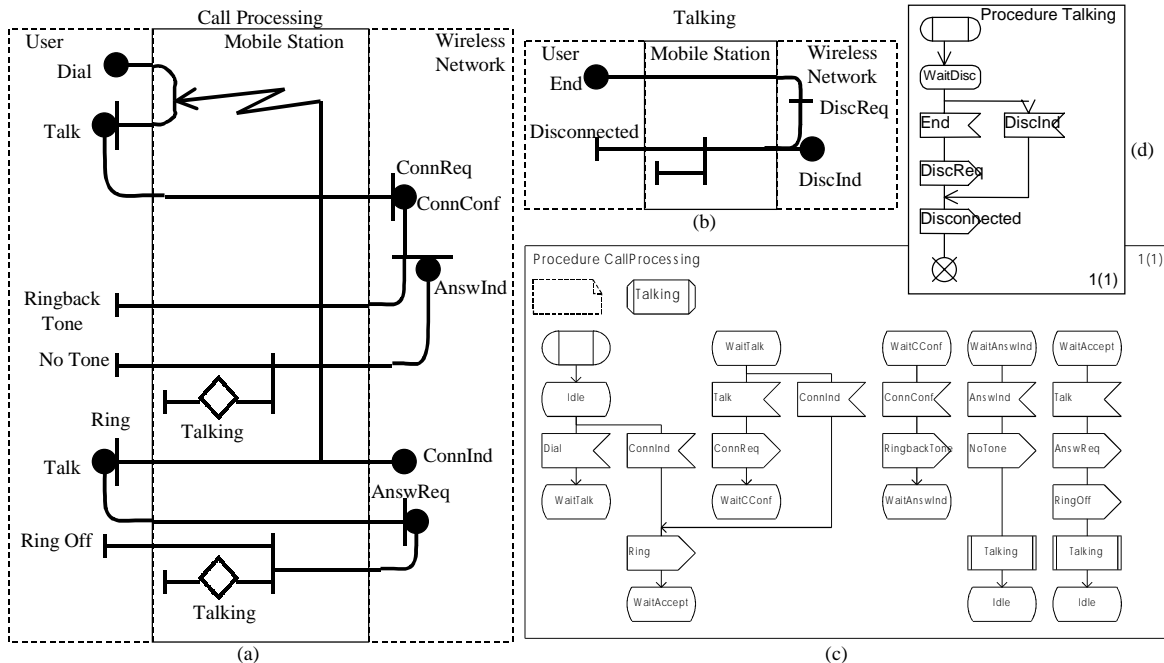 Call Processing
User
Mobile Station
Wireless
Network
Dial
Talk
ConnReq
ConnConf
AnswInd
Ringback
Tone
No Tone
Talking
Ring
Talk
ConnInd
AnswReq
Ring Off
Talking
(a)
Talking
User
Mobile Station
Wireless
Network
End
DiscReq
Disconnected
DiscInd
(b)
Procedure Talking
WaitDisc
End
DiscInd
DiscReq
Disconnected
1(1)
(d)
Procedure CallProcessing
1(1)
Talking
WaitTalk
WaitCConf
WaitAnswInd
WaitAccept
Idle
Talk
ConnInd
ConnConf
AnswInd
Talk
Dial
ConnInd
ConnReq
RingbackTone
NoTone
AnswReq
WaitTalk
WaitCConf
WaitAnswInd
RingOff
Ring
Talking
Talking
WaitAccept
Idle
Idle
(c)